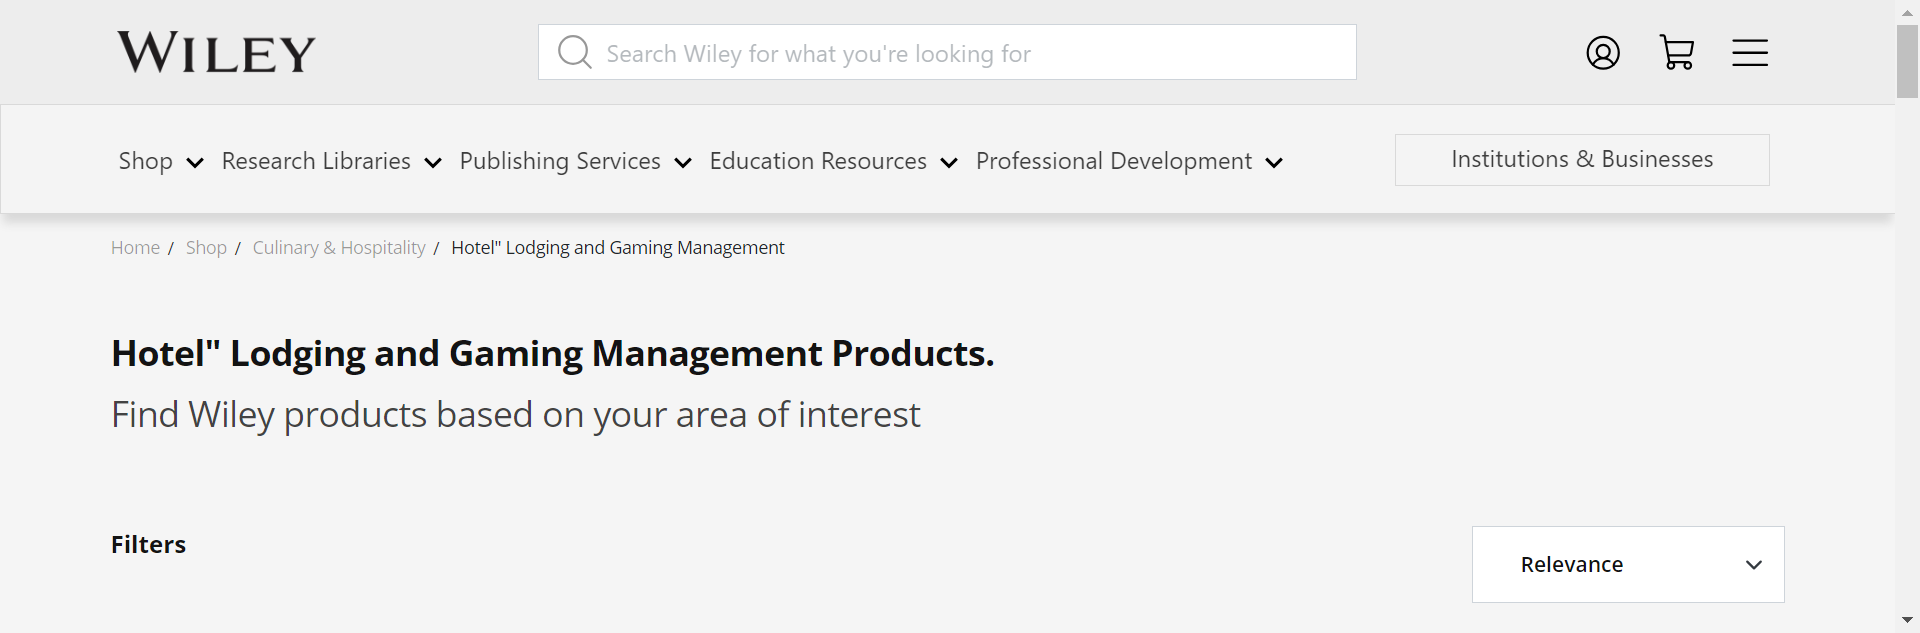 WILEY
Search Wiley for what you're looking for
Shop Research Libraries Publishing Services Education Resources Professional Development Institutions & Businesses
Home / Shop / Culinary & Hospitality / Hotel" Lodging and Gaming Management
Hotel" Lodging and Gaming Management Products.
Find Wiley products based on your area of interest
Filters
Relevance